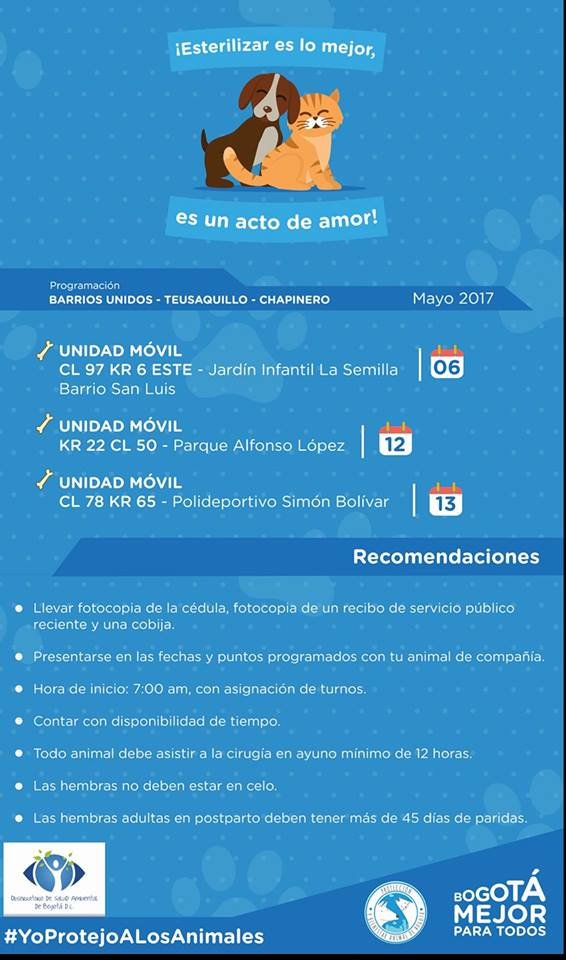 ¡Esterilizar es lo mejor,
es un acto de amor!
Programación
BARRIOS UNIDOS - TEUSAQUILLO - CHAPINERO
Mayo 2017
UNIDAD MÓVIL
CL 97 KR 6 ESTE - Jardín Infantil La Semilla
Barrio San Luis
06
UNIDAD MÓVIL
KR 22 CL 50 - Parque Alfonso López
12
UNIDAD MÓVIL
CL 78 KR 65 - Polideportivo Simón Bolívar
13
Recomendaciones
Llevar fotocopia de la cédula, fotocopia de un recibo de servicio público
reciente y una cobija.
Presentarse en las fechas y puntos programados con tu animal de compañía.
Hora de inicio: 7:00 am, con asignación de turnos.
Contar con disponibilidad de tiempo.
Todo animal debe asistir a la cirugía en ayuno mínimo de 12 horas.
Las hembras no deben estar en celo.
Las hembras adultas en postparto deben tener más de 45 días de paridas.
Observatorio De Salud Ambiental
De Bogotá D.C.
#YoProtejoALosAnimales
PROTECCIÓN
BOGOTÁ
MEJOR
PARA TODOS